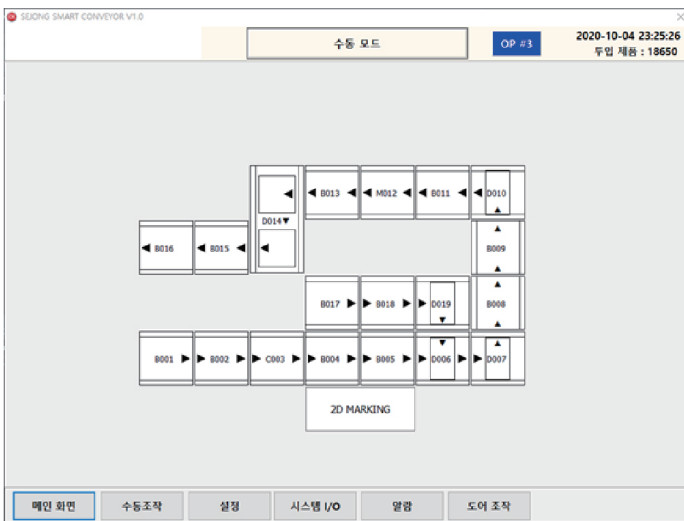 SEJONG SMART CONVEYOR V1.0
수동 모드
OP #3
2020-10-04 23:25:26
투입 제품 : 18650
B013 M012 B011 D010
D014
B016 B015 B009
B017 B018 D019 B008
B001 B002 C003 B004 B005 D006 D007
2D MARKING
메인 화면 수동조작 설정 시스템 I/O 알람 도어 조작